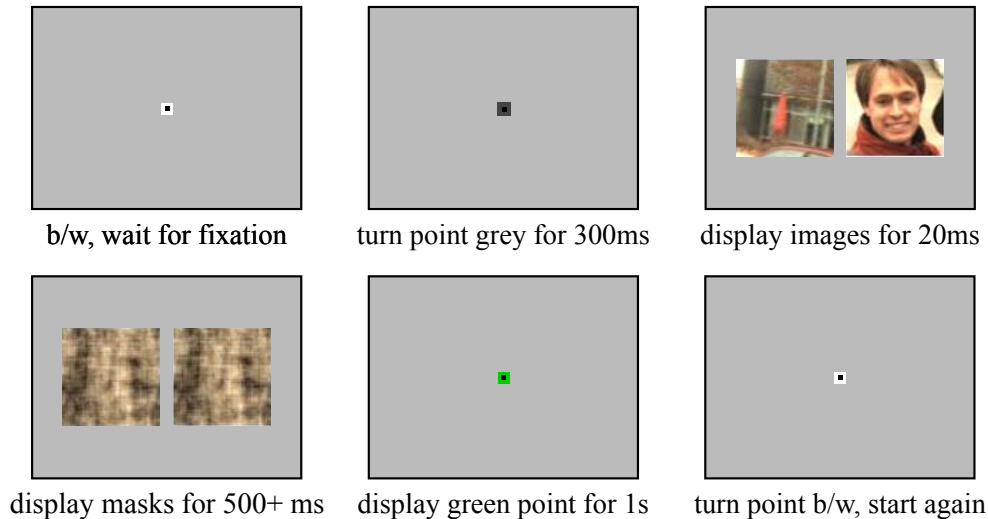 b/w, wait for fixation
turn point grey for 300ms
display images for 20ms
display masks for 500+ ms
display green point for 1s
turn point b/w, start again